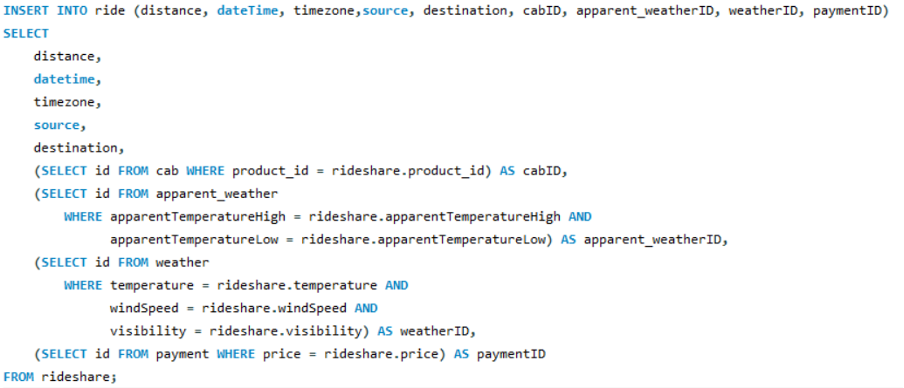 INSERT INTO ride (distance, dateTime, timezone,source, destination, cabID, apparent_weatherID, weatherID, paymentID)
SELECT
    distance,
    datetime,
    timezone,
    source,
    destination,
    (SELECT id FROM cab WHERE product_id = rideshare.product_id) AS cabID,
    (SELECT id FROM apparent_weather
        WHERE apparentTemperatureHigh = rideshare.apparentTemperatureHigh AND
              apparentTemperatureLow = rideshare.apparentTemperatureLow) AS apparent_weatherID,
    (SELECT id FROM weather
        WHERE temperature = rideshare.temperature AND
              windSpeed = rideshare.windSpeed AND
              visibility = rideshare.visibility) AS weatherID,
    (SELECT id FROM payment WHERE price = rideshare.price) AS paymentID
FROM rideshare;